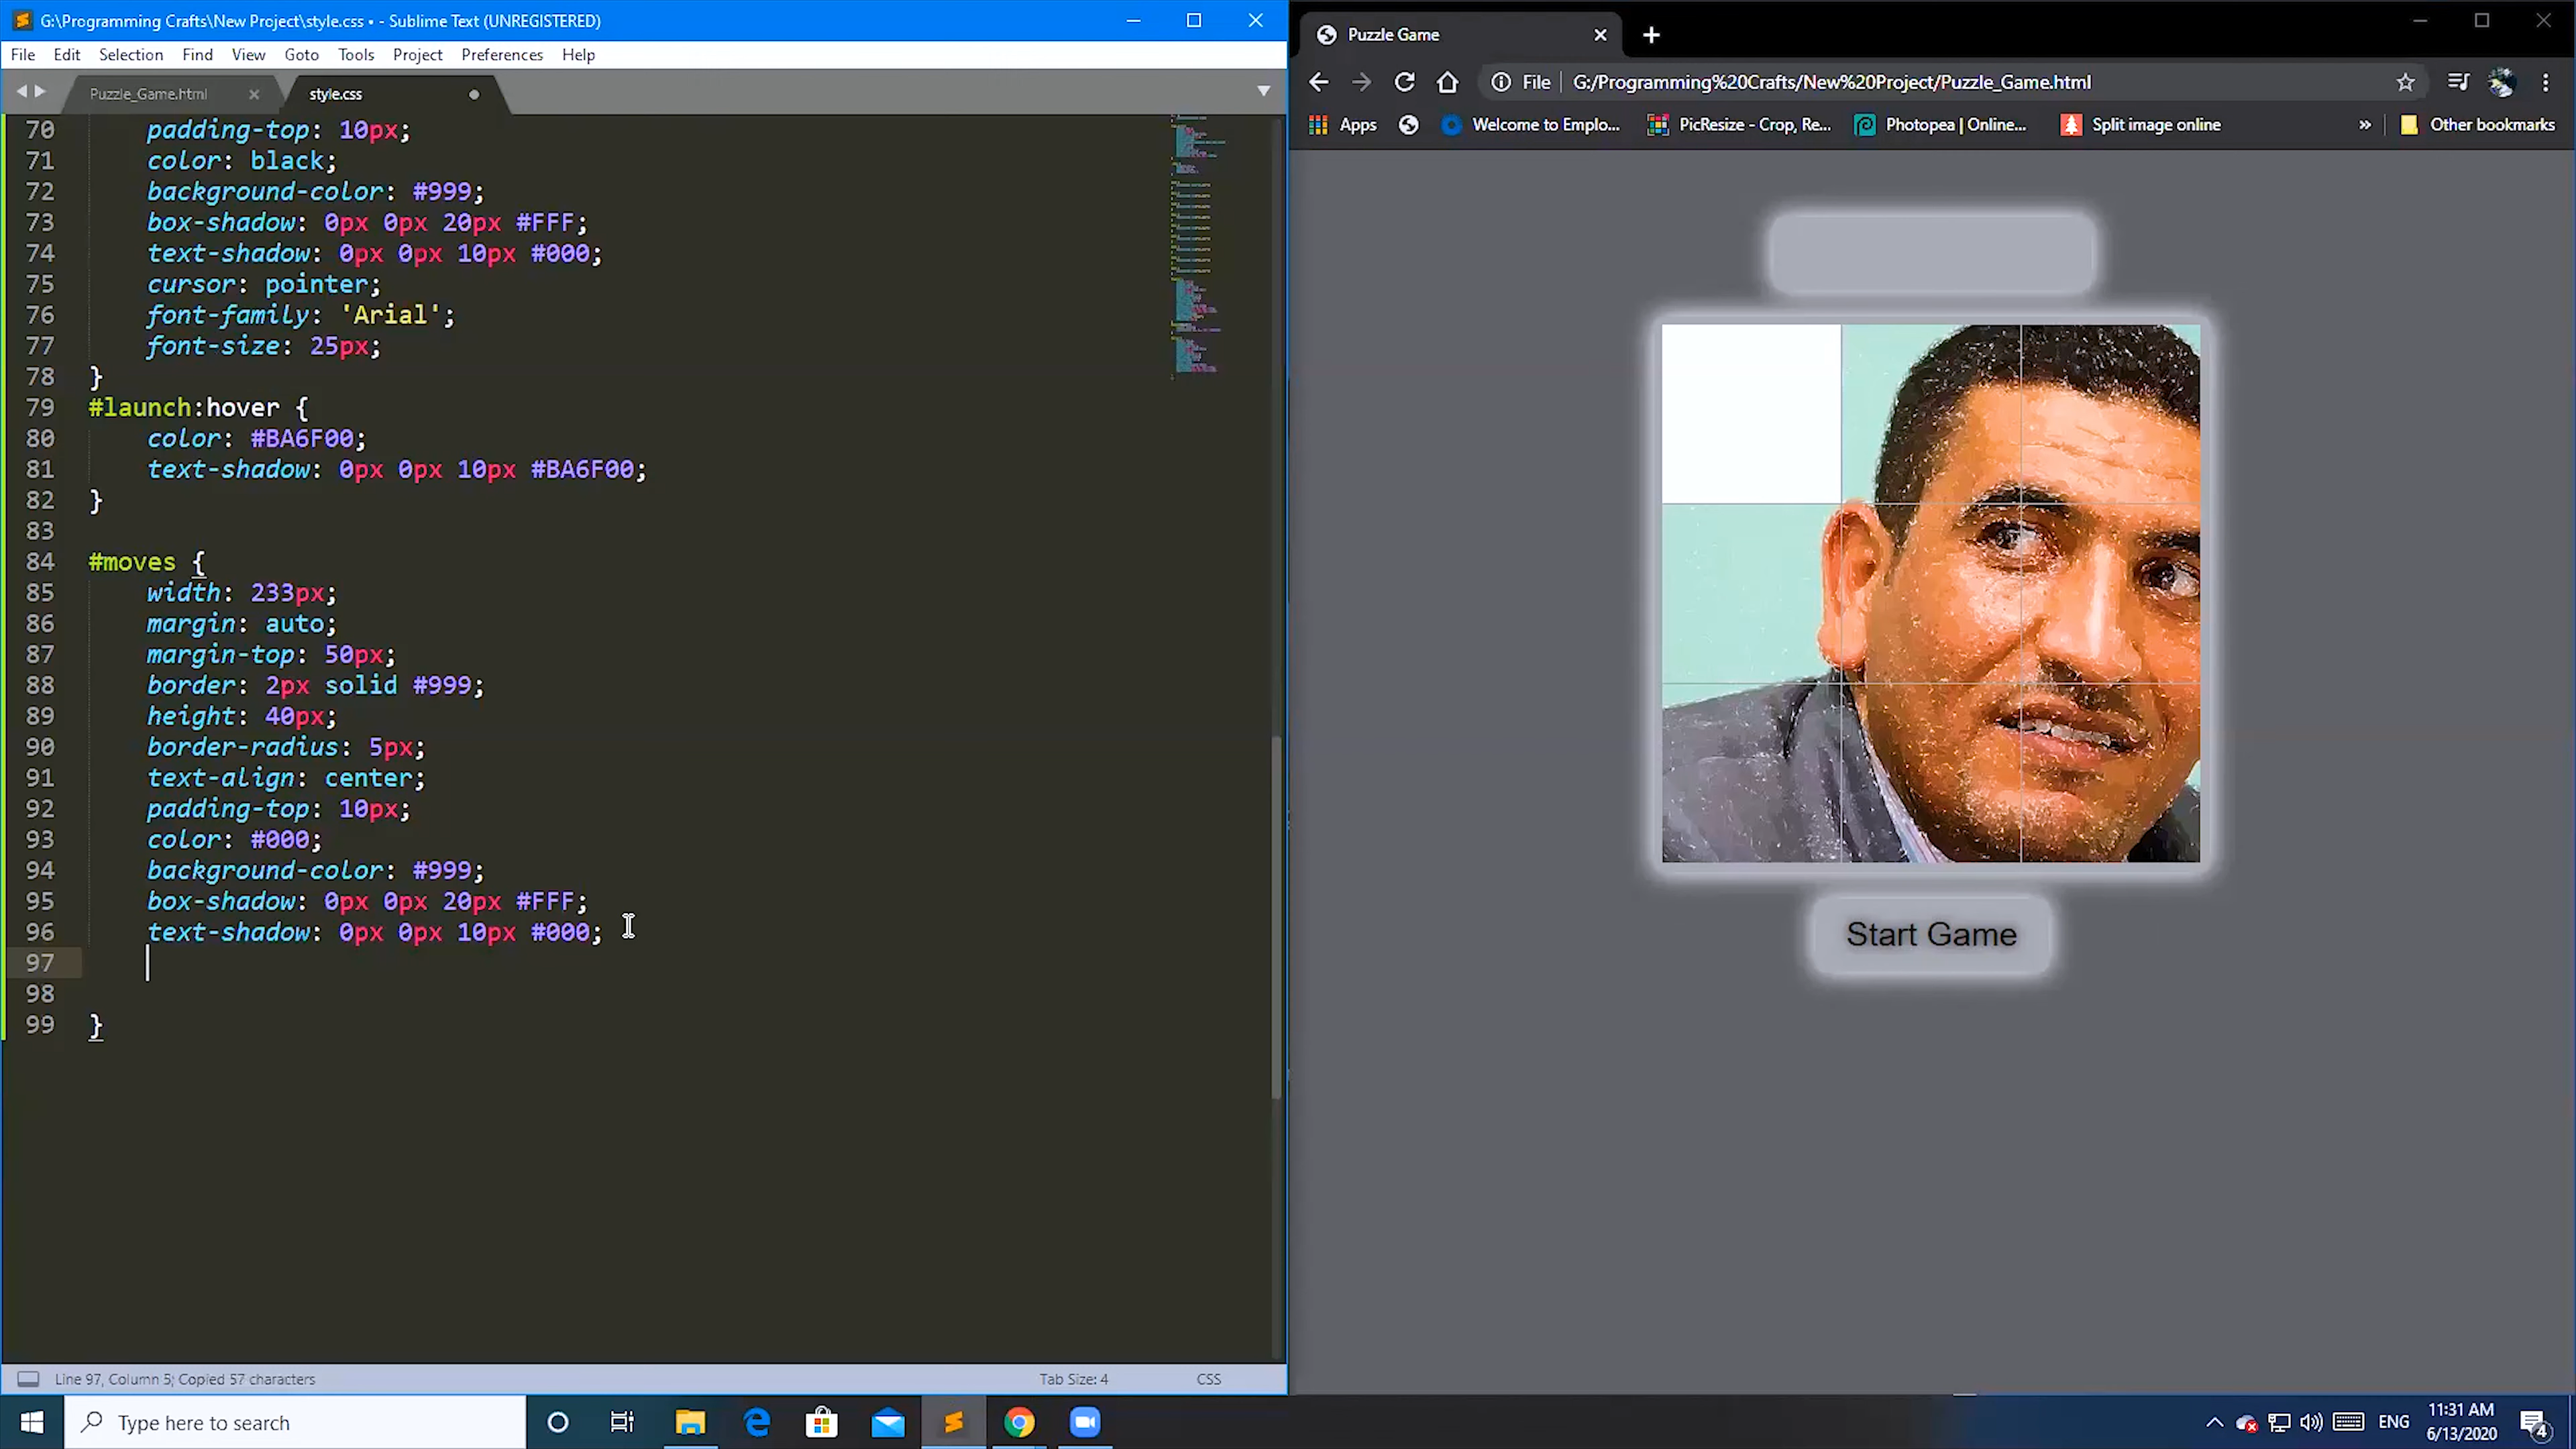 G:\Programming Crafts\New Project\style.css • - Sublime Text (UNREGISTERED)
File Edit Selection Find View Goto Tools Project Preferences Help
Puzzle_Game.html × style.css
70 padding-top: 10px;
71 color: black;
72 background-color: #999;
73 box-shadow: 0px 0px 20px #FFF;
74 text-shadow: 0px 0px 10px #000;
75 cursor: pointer;
76 font-family: 'Arial';
77 font-size: 25px;
78 }
79 #launch:hover {
80 color: #BA6F00;
81 text-shadow: 0px 0px 10px #BA6F00;
82 }
83
84 #moves {
85 width: 233px;
86 margin: auto;
87 margin-top: 50px;
88 border: 2px solid #999;
89 height: 40px;
90 border-radius: 5px;
91 text-align: center;
92 padding-top: 10px;
93 color: #000;
94 background-color: #999;
95 box-shadow: 0px 0px 20px #FFF;
96 text-shadow: 0px 0px 10px #000;
97
98
99 }
Line 97, Column 5; Copied 57 characters Tab Size: 4 CSS
Puzzle Game
File G:/Programming%20Crafts/New%20Project/Puzzle_Game.html
Apps Welcome to Emplo... PicResize - Crop, Re... Photopea | Online... Split image online » Other bookmarks
Start Game
Type here to search
ENG
11:31 AM
6/13/2020
4